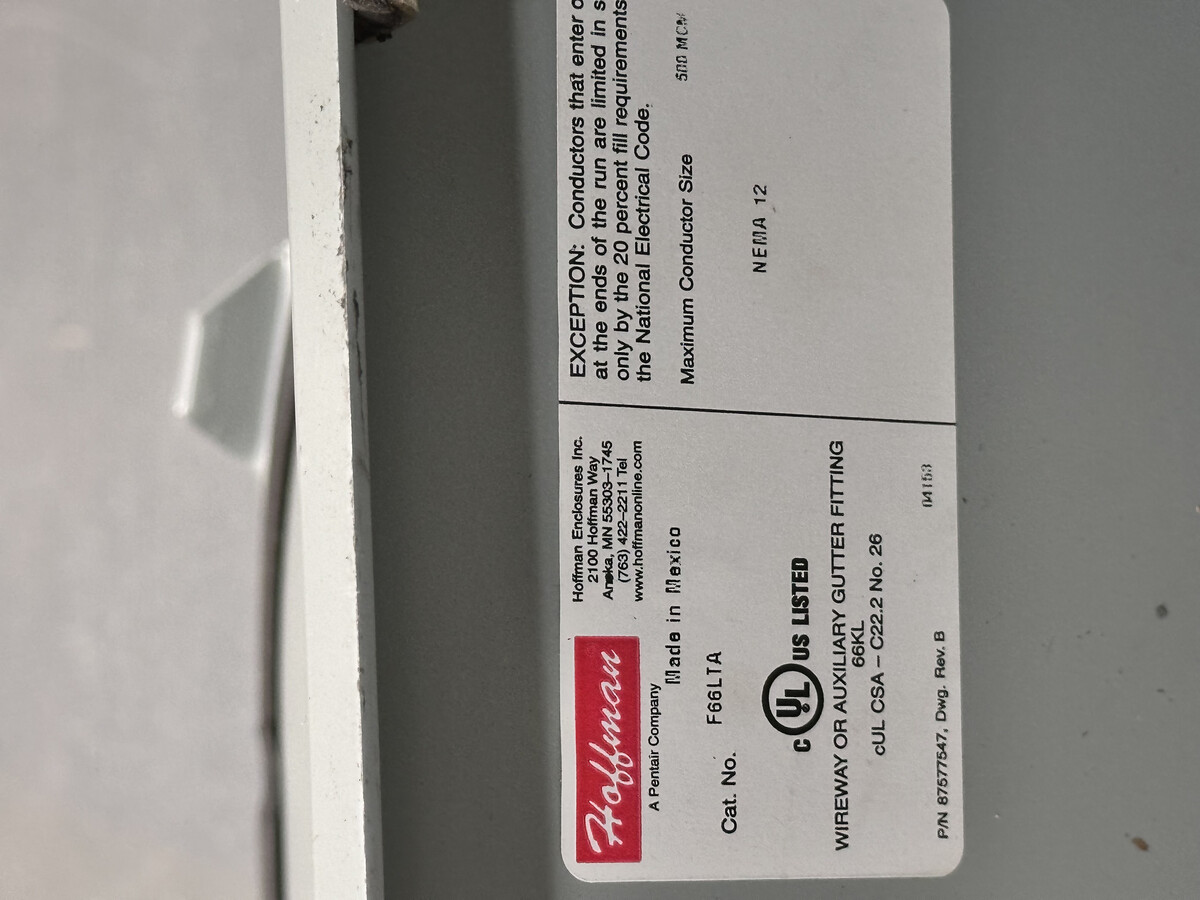 Hoffman
A Pentair Company
Hoffman Enclosures Inc.
2100 Hoffman Way
Anoka, MN 55303–1745
(763) 422–2211 Tel
www.hoffmanonline.com
Made in Mexico
Cat. No. F66LTA
c UL US LISTED
WIREWAY OR AUXILIARY GUTTER FITTING
66KL
cUL CSA – C22.2 No. 26
P/N 87577547, Dwg. Rev. B
04153
EXCEPTION: Conductors that enter
at the ends of the run are limited in
only by the 20 percent fill requirements
the National Electrical Code.
Maximum Conductor Size 500 MCM
NEMA 12